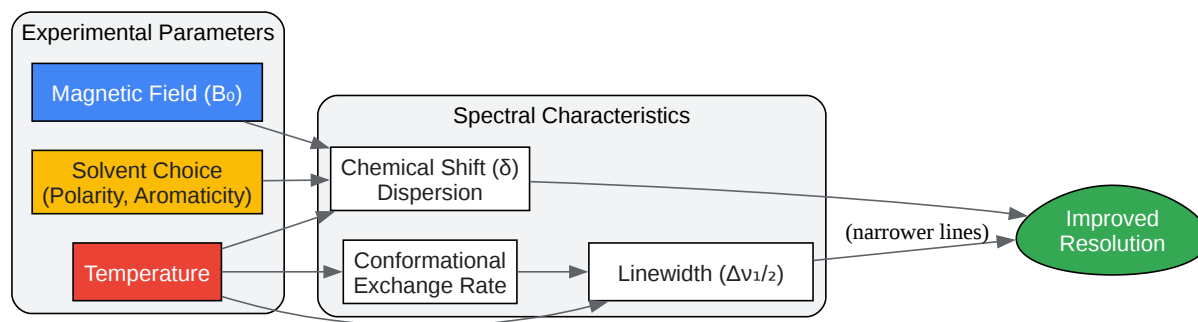 Experimental Parameters
Magnetic Field (B₀)
Solvent Choice
(Polarity, Aromaticity)
Temperature
Spectral Characteristics
Chemical Shift (δ)
Dispersion
Conformational
Exchange Rate
Linewidth (Δν₁/₂)
(narrower lines)
Improved
Resolution